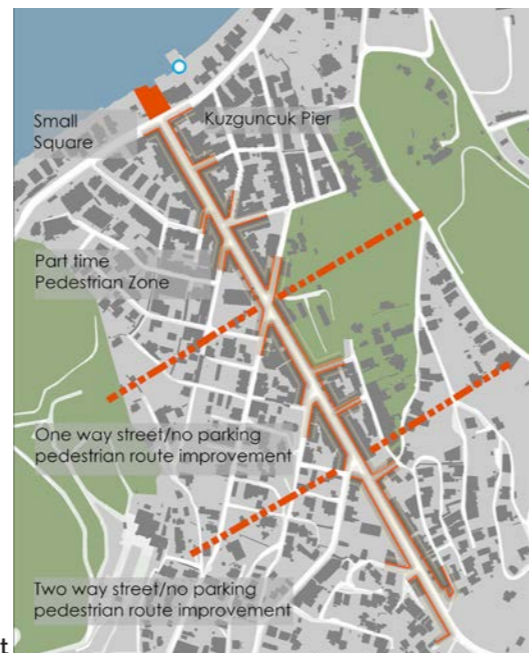 Small
Square
Kuzguncuk Pier
Part time
Pedestrian Zone
One way street/no parking
pedestrian route improvement
Two way street/no parking
pedestrian route improvement
t